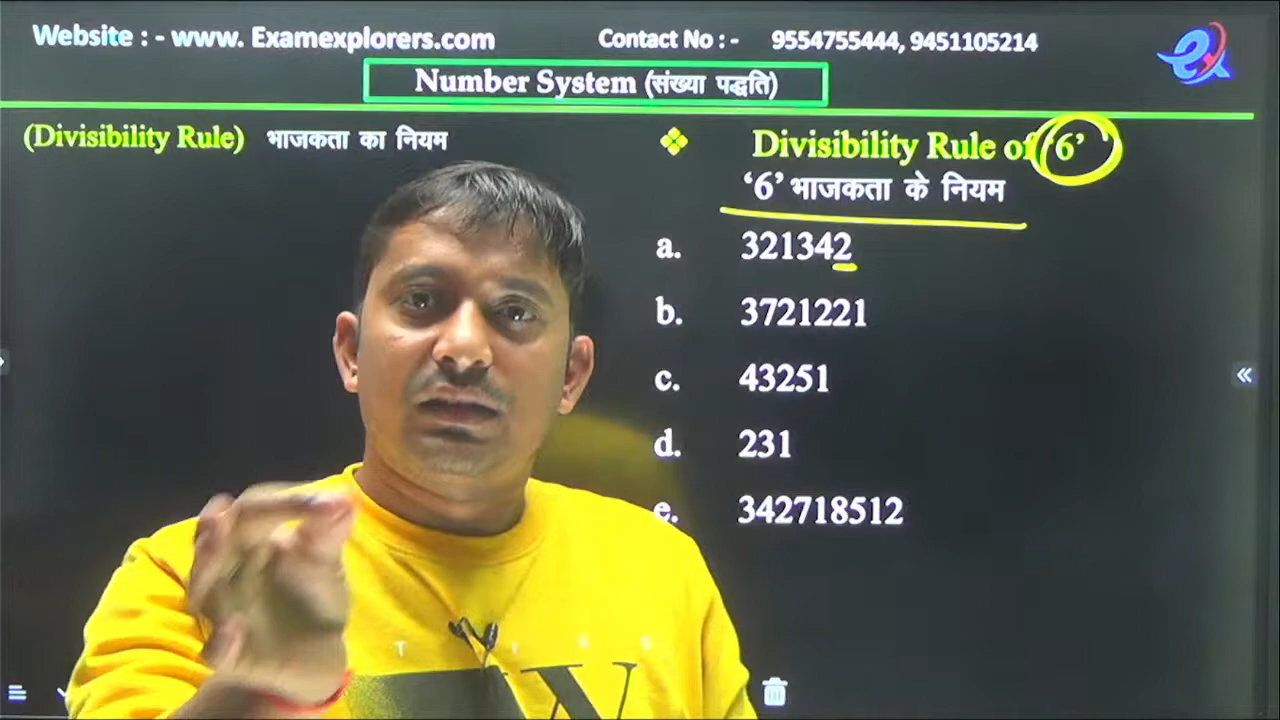 Website : - www. Examexplorers.com
Contact No : - 9554755444, 9451105214
Number System (संख्या पद्धति)
(Divisibility Rule) भाजकता का नियम
❖ Divisibility Rule of ‘6’
‘6’ भाजकता के नियम
a. 321342
b. 3721221
c. 43251
d. 231
e. 342718512